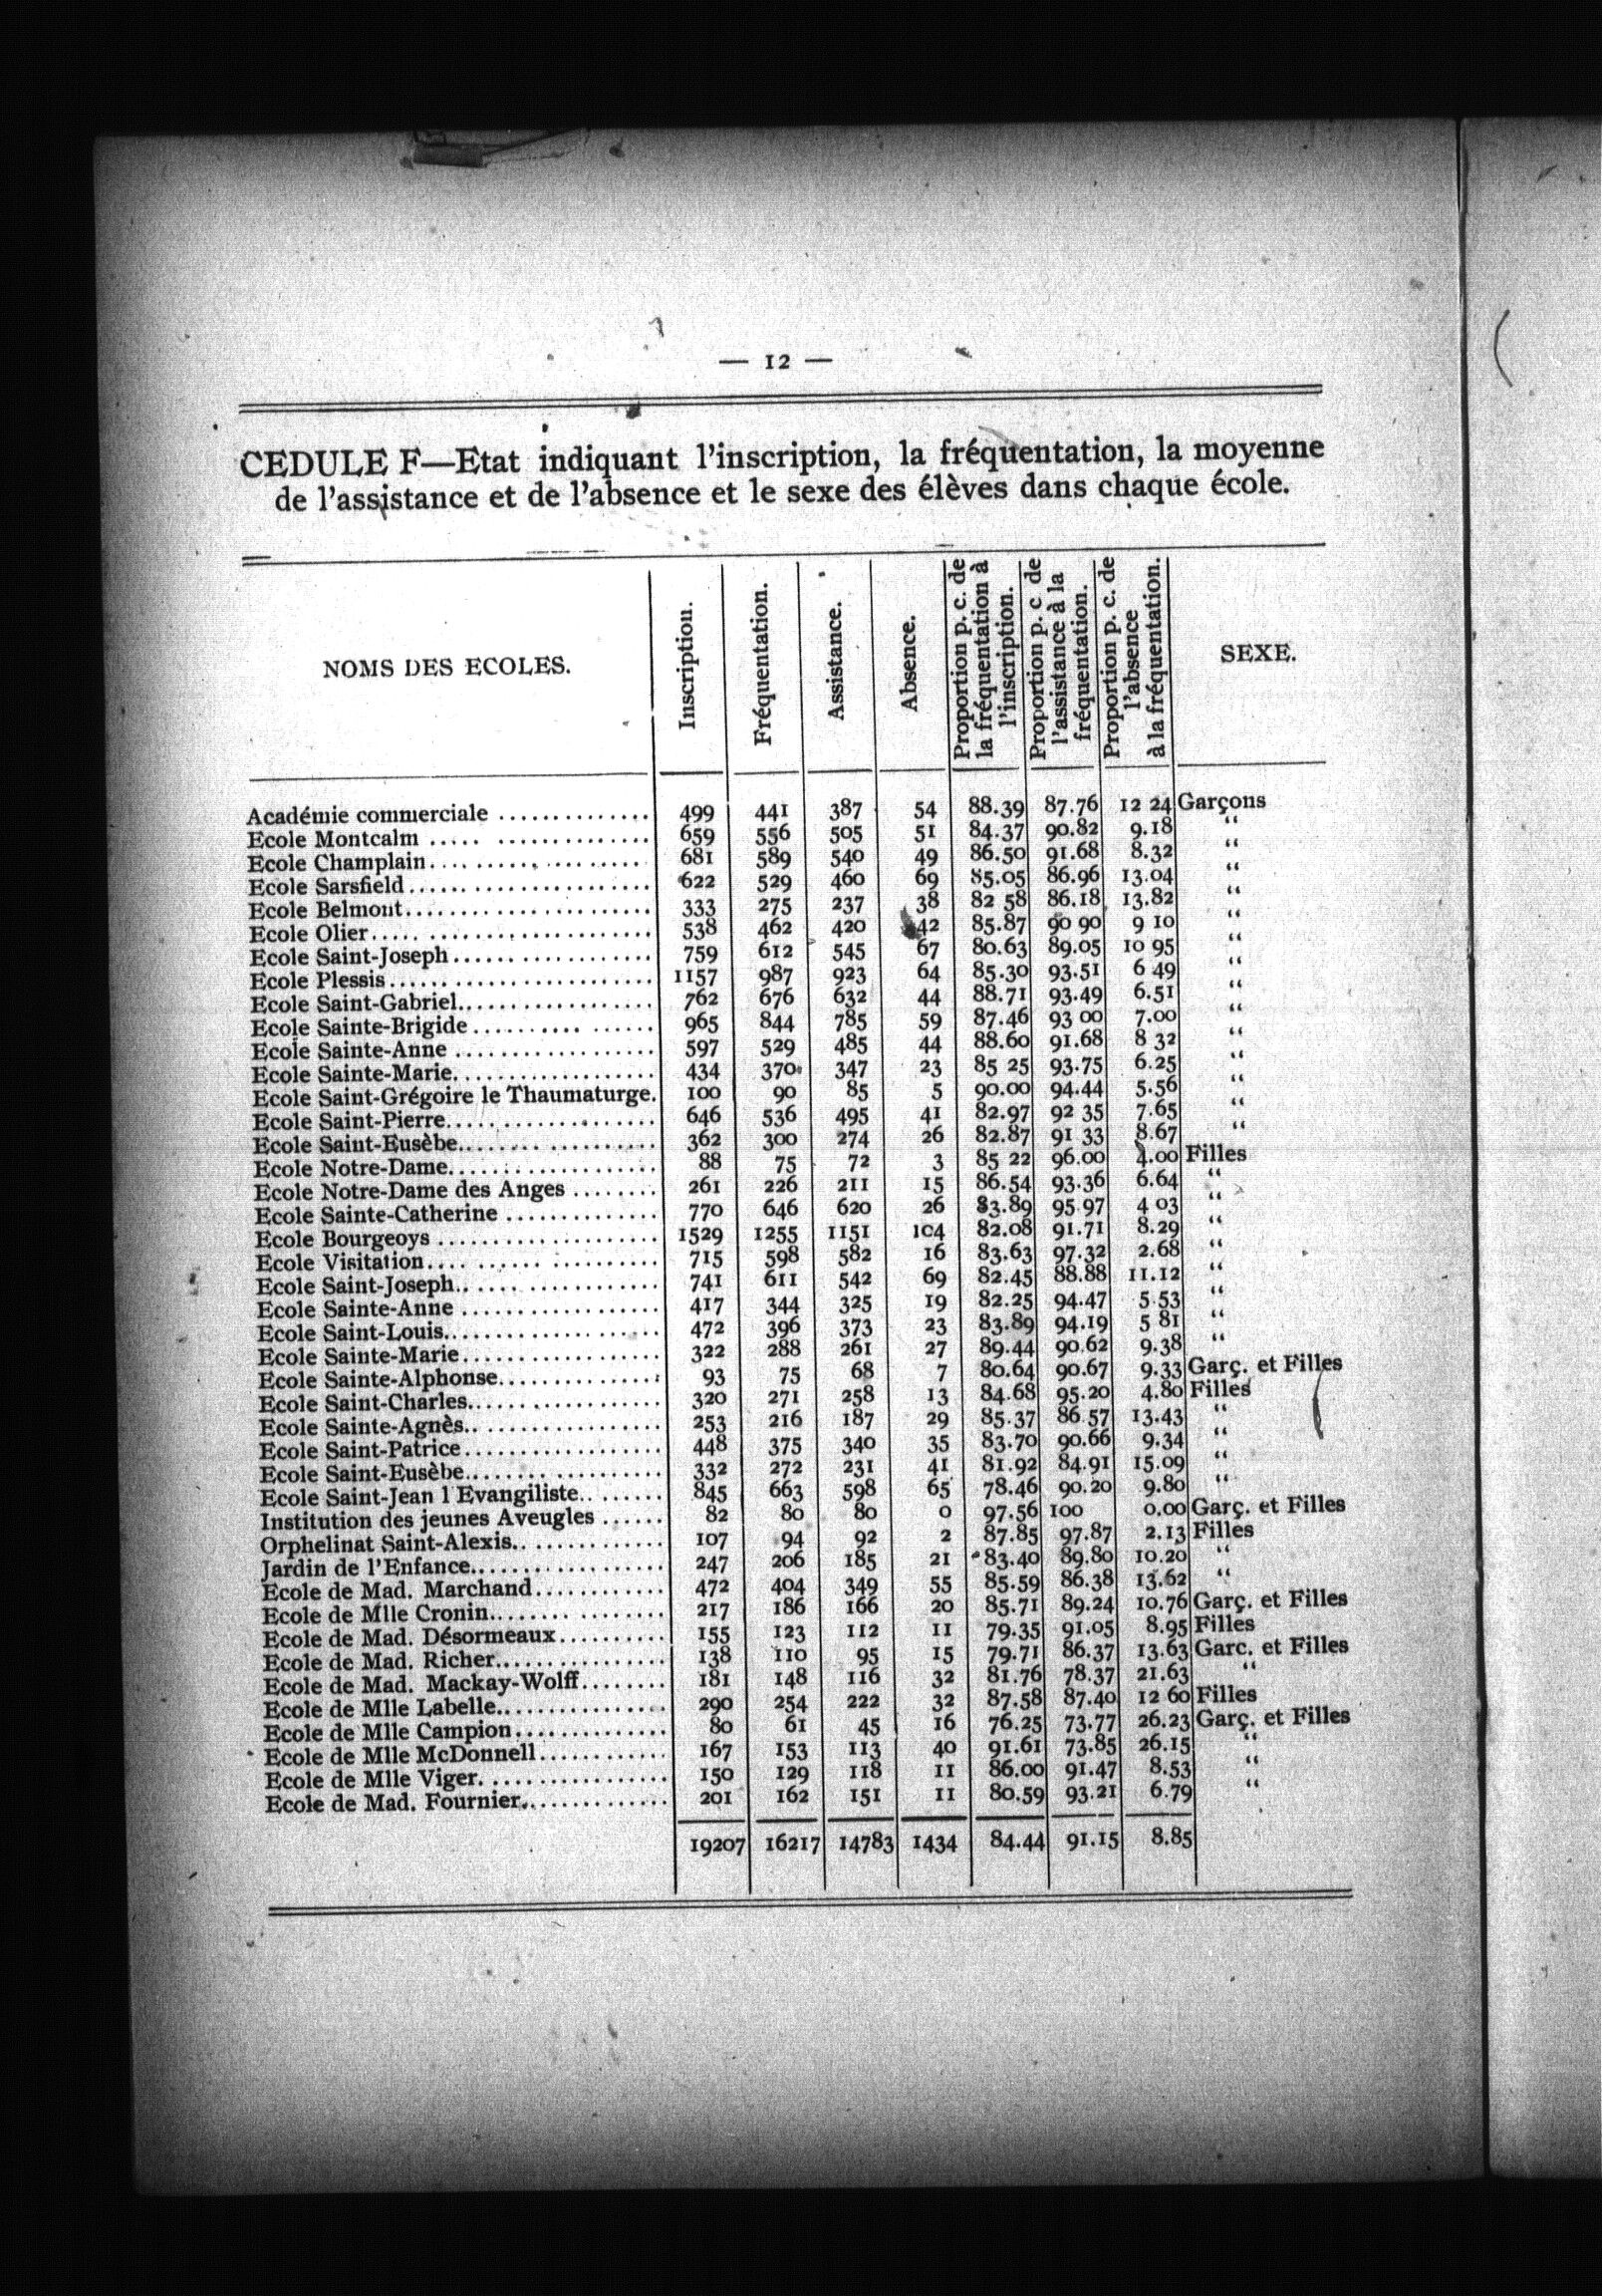 — 12 —
CEDULE F—Etat indiquant l'inscription, la fréquentation, la moyenne
de l'assistance et de l'absence et le sexe des élèves dans chaque école.
NOMS DES ECOLES. Inscription. Fréquentation. Assistance. Absence. Proportion p. c. de la fréquentation à l'inscription. Proportion p. c de l'assistance à la fréquentation. Proportion p. c. de l'absence à la fréquentation. SEXE.
Académie commerciale .............. 499 441 387 54 88.39 87.76 12 24 Garçons
Ecole Montcalm ..... ............... 659 556 505 51 84.37 90.82 9.18 “
Ecole Champlain.................... 681 589 540 49 86.50 91.68 8.32 “
Ecole Sarsfield...................... 622 529 460 69 85.05 86.96 13.04 “
Ecole Belmont....................... 333 275 237 38 82 58 86.18 13.82 “
Ecole Olier..... ..................... 538 462 420 42 85.87 90 90 9 10 “
Ecole Saint-Joseph.................. 759 612 545 67 80.63 89.05 10 95 “
Ecole Plessis........................ 1157 987 923 64 85.30 93.51 6 49 “
Ecole Saint-Gabriel.................. 762 676 632 44 88.71 93.49 6.51 “
Ecole Sainte-Brigide .......... ...... 965 844 785 59 87.46 93 00 7.00 “
Ecole Sainte-Anne .................. 597 529 485 44 88.60 91.68 8 32 “
Ecole Sainte-Marie................... 434 370 347 23 85 25 93.75 6.25 “
Ecole Saint-Grégoire le Thaumaturge. 100 90 85 5 90.00 94.44 5.56 “
Ecole Saint-Pierre................... 646 536 495 41 82.97 92 35 7.65 “
Ecole Saint-Eusèbe.................. 362 300 274 26 82.87 91 33 8.67 “
Ecole Notre-Dame................... 88 75 72 3 85 22 96.00 4.00 Filles
Ecole Notre-Dame des Anges ........ 261 226 211 15 86.54 93.36 6.64 “
Ecole Sainte-Catherine .............. 770 646 620 26 83.89 95.97 4 03 “
Ecole Bourgeoys .................... 1529 1255 1151 104 82.08 91.71 8.29 “
Ecole Visitation..................... 715 598 582 16 83.63 97.32 2.68 “
Ecole Saint-Joseph.................. 741 611 542 69 82.45 88.88 11.12 “
Ecole Sainte-Anne .................. 417 344 325 19 82.25 94.47 5.53 “
Ecole Saint-Louis.................... 472 396 373 23 83.89 94.19 5 81 “
Ecole Sainte-Marie.................. 322 288 261 27 89.44 90.62 9.38 “
Ecole Sainte-Alphonse.............. 93 75 68 7 80.64 90.67 9.33 Garç. et Filles
Ecole Saint-Charles.................. 320 271 258 13 84.68 95.20 4.80 Filles
Ecole Sainte-Agnès.. ................ 253 216 187 29 85.37 86 57 13.43 “
Ecole Saint-Patrice.................. 448 375 340 35 83.70 90.66 9.34 “
Ecole Saint-Eusèbe.................. 332 272 231 41 81.92 84.91 15.09 “
Ecole Saint-Jean l Evangiliste.. ...... 845 663 598 65 78.46 90.20 9.80 “
Institution des jeunes Aveugles ...... 82 80 80 0 97.56 100 0.00 Garç. et Filles
Orphelinat Saint-Alexis.. ............. 107 94 92 2 87.85 97.87 2.13 Filles
Jardin de l'Enfance.................. 247 206 185 21 83.40 89.80 10.20 “
Ecole de Mad. Marchand............ 472 404 349 55 85.59 86.38 13.62 “
Ecole de Mlle Cronin................ 217 186 166 20 85.71 89.24 10.76 Garç. et Filles
Ecole de Mad. Désormeaux.......... 155 123 112 11 79.35 91.05 8.95 Filles
Ecole de Mad. Richer................ 138 110 95 15 79.71 86.37 13.63 Garc. et Filles
Ecole de Mad. Mackay-Wolff........ 181 148 116 32 81.76 78.37 21.63 “
Ecole de Mlle Labelle................ 290 254 222 32 87.58 87.40 12 60 Filles
Ecole de Mlle Campion.............. 80 61 45 16 76.25 73.77 26.23 Garç. et Filles
Ecole de Mlle McDonnell............ 167 153 113 40 91.61 73.85 26.15 “
Ecole de Mlle Viger. ................ 150 129 118 11 86.00 91.47 8.53 “
Ecole de Mad. Fournier.............. 201 162 151 11 80.59 93.21 6.79 “
19207 16217 14783 1434 84.44 91.15 8.85